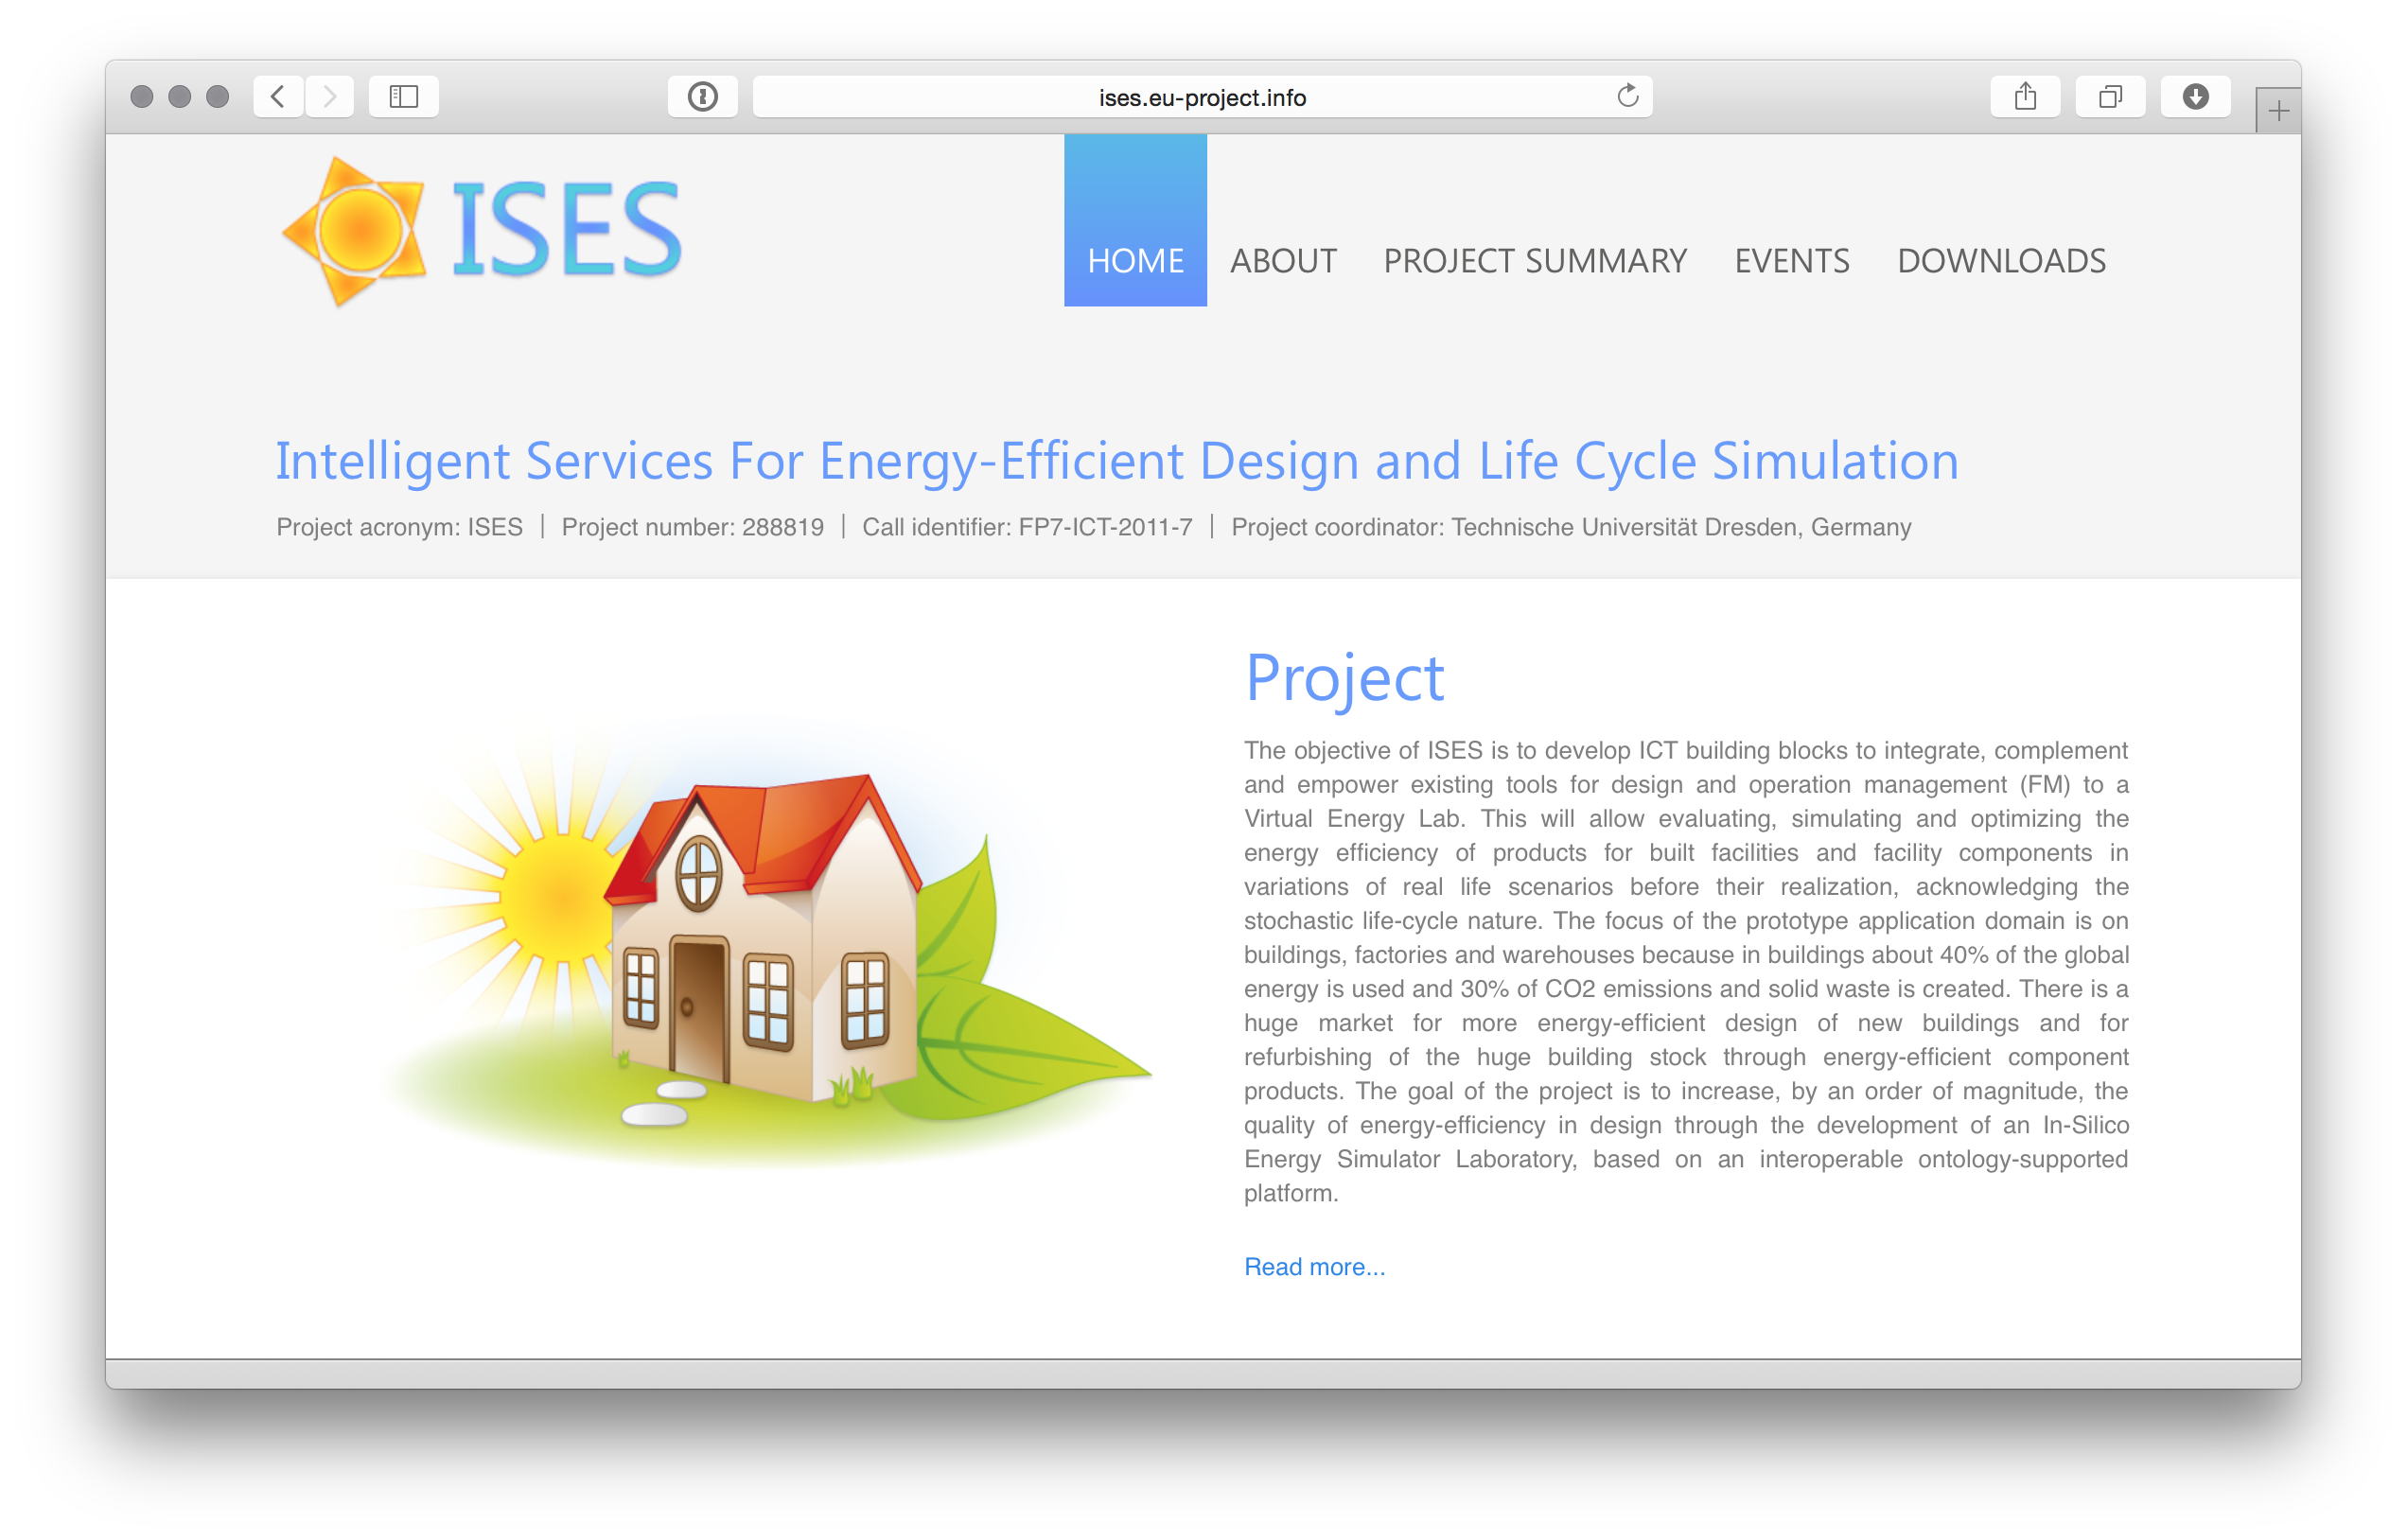 ises.eu-project.info
ISES
HOME ABOUT PROJECT SUMMARY EVENTS DOWNLOADS
Intelligent Services For Energy-Efficient Design and Life Cycle Simulation
Project acronym: ISES | Project number: 288819 | Call identifier: FP7-ICT-2011-7 | Project coordinator: Technische Universität Dresden, Germany
Project
The objective of ISES is to develop ICT building blocks to integrate, complement
and empower existing tools for design and operation management (FM) to a
Virtual Energy Lab. This will allow evaluating, simulating and optimizing the
energy efficiency of products for built facilities and facility components in
variations of real life scenarios before their realization, acknowledging the
stochastic life-cycle nature. The focus of the prototype application domain is on
buildings, factories and warehouses because in buildings about 40% of the global
energy is used and 30% of CO2 emissions and solid waste is created. There is a
huge market for more energy-efficient design of new buildings and for
refurbishing of the huge building stock through energy-efficient component
products. The goal of the project is to increase, by an order of magnitude, the
quality of energy-efficiency in design through the development of an In-Silico
Energy Simulator Laboratory, based on an interoperable ontology-supported
platform.
Read more...